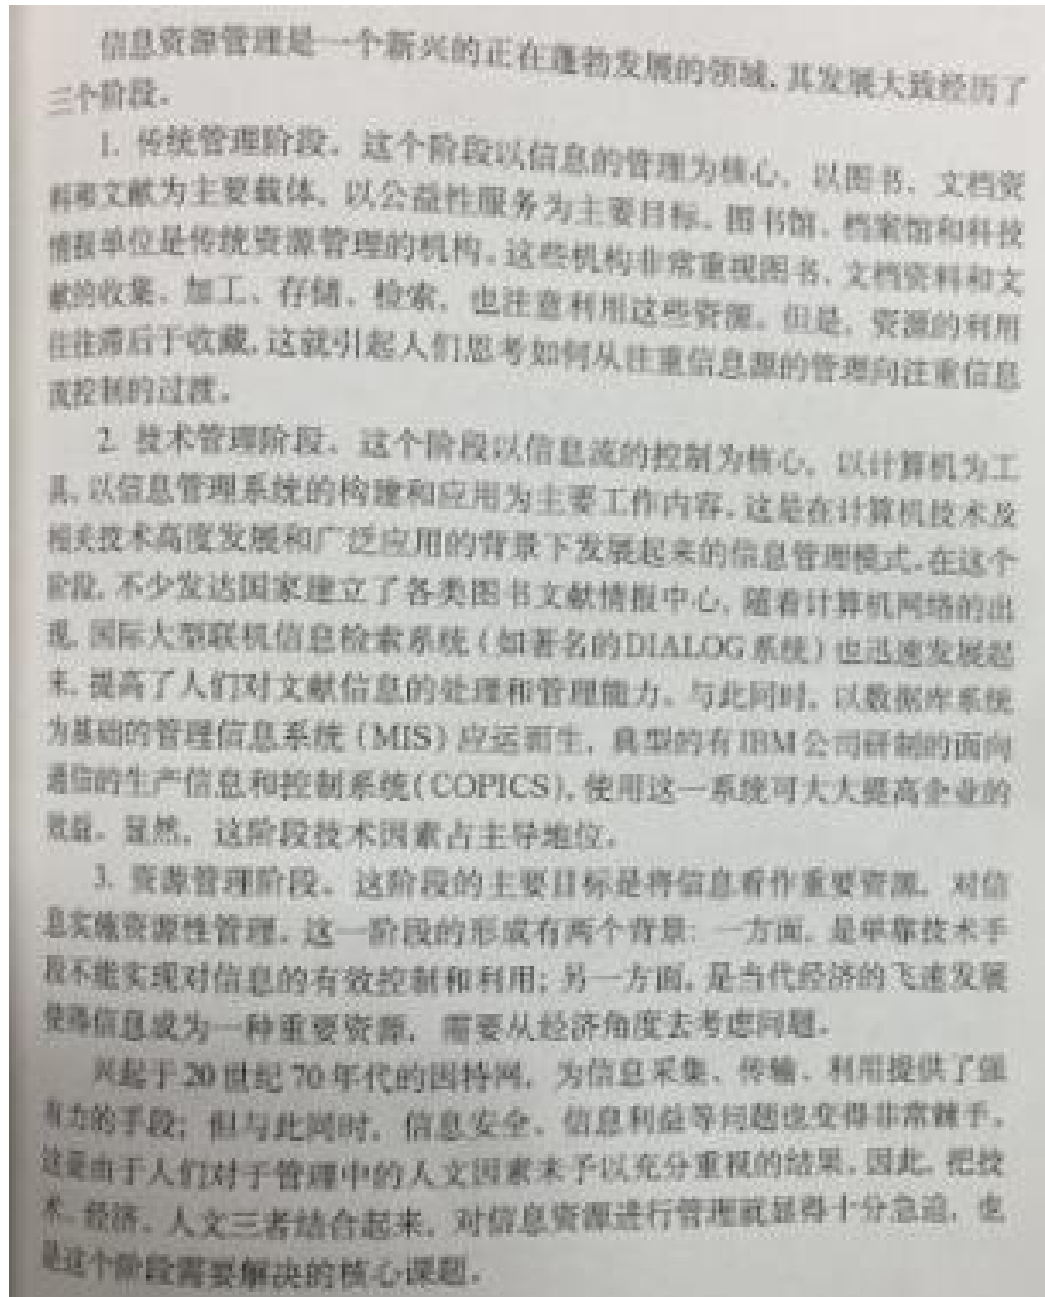 信息资源管理是一个新兴的正在蓬勃发展的领域,其发展大致经历了
三个阶段。
1. 传统管理阶段。这个阶段以信息的管理为核心,以图书、文档资
料和文献为主要载体,以公益性服务为主要目标。图书馆、档案馆和科技
情报单位是传统资源管理的机构。这些机构非常重视图书、文档资料和文
献的收集、加工、存储、检索,也注意利用这些资源。但是,资源的利用
往往滞后于收藏,这就引起人们思考如何从注重信息源的管理向注重信息
流控制的过渡。
2. 技术管理阶段。这个阶段以信息流的控制为核心,以计算机为工
具,以信息管理系统的构建和应用为主要工作内容。这是在计算机技术及
相关技术高度发展和广泛应用的背景下发展起来的信息管理模式。在这个
阶段,不少发达国家建立了各类图书文献情报中心,随着计算机网络的出
现,国际大型联机信息检索系统(如著名的DIALOG系统)也迅速发展起
来,提高了人们对文献信息的处理和管理能力。与此同时,以数据库系统
为基础的管理信息系统(MIS)应运而生,典型的有IBM公司研制的面向
通信的生产信息和控制系统(COPICS),使用这一系统可大大提高企业的
效益。显然,这阶段技术因素占主导地位。
3. 资源管理阶段。这阶段的主要目标是将信息看作重要资源,对信
息实施资源性管理。这一阶段的形成有两个背景:一方面,是单靠技术手
段不能实现对信息的有效控制和利用;另一方面,是当代经济的飞速发展
使得信息成为一种重要资源,需要从经济角度去考虑问题。
兴起于20世纪70年代的因特网,为信息采集、传输、利用提供了强
有力的手段;但与此同时,信息安全、信息利益等问题也变得非常棘手。
这是由于人们对于管理中的人文因素未予以充分重视的结果。因此,把技
术、经济、人文三者结合起来,对信息资源进行管理就显得十分急迫,也
是这个阶段需要解决的核心课题。